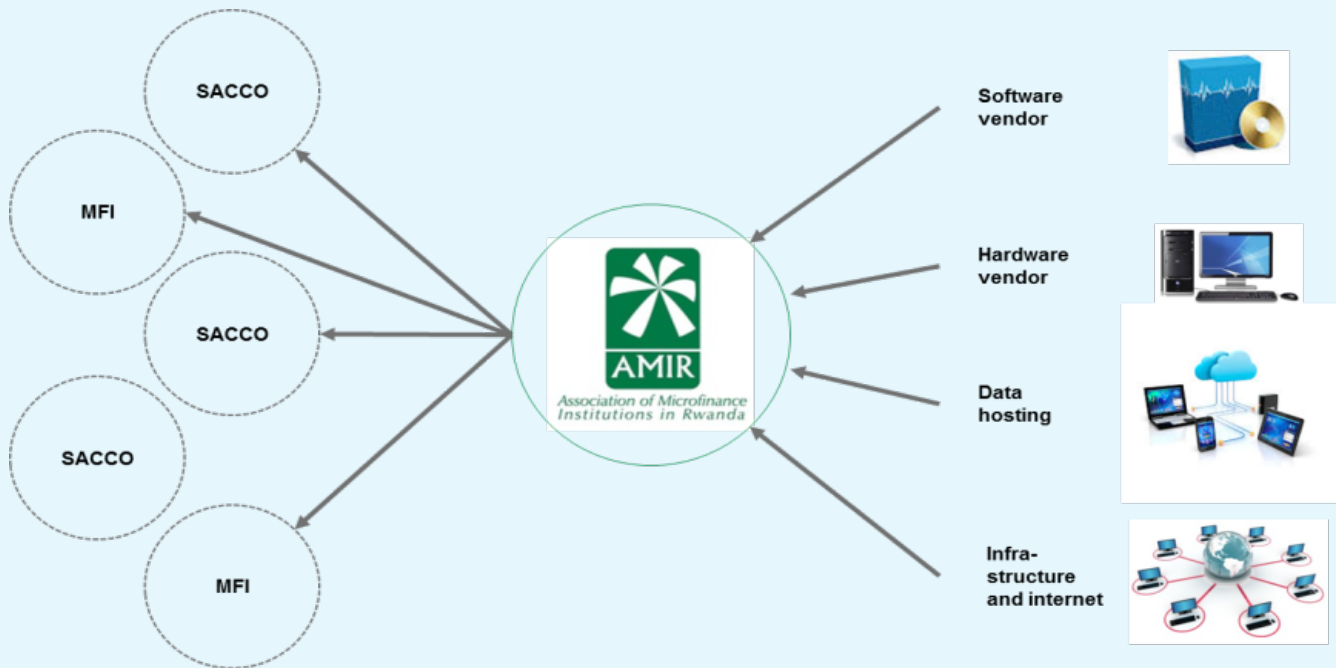 SACCO
MFI
SACCO
SACCO
MFI
AMIR
Association of Microfinance
Institutions in Rwanda
Software
vendor
Hardware
vendor
Data
hosting
Infra-
structure
and internet